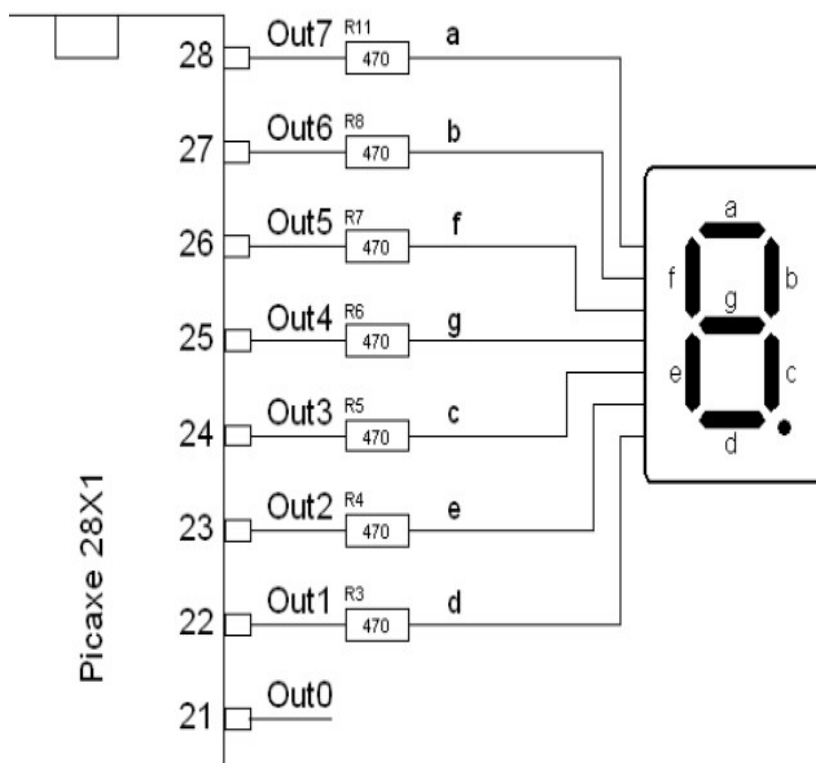 28 Out7 R11 470 a
27 Out6 R8 470 b
26 Out5 R7 470 f
25 Out4 R6 470 g
24 Out3 R5 470 c
23 Out2 R4 470 e
22 Out1 R3 470 d
21 Out0
Picaxe 28X1
a
f
b
g
e
c
d